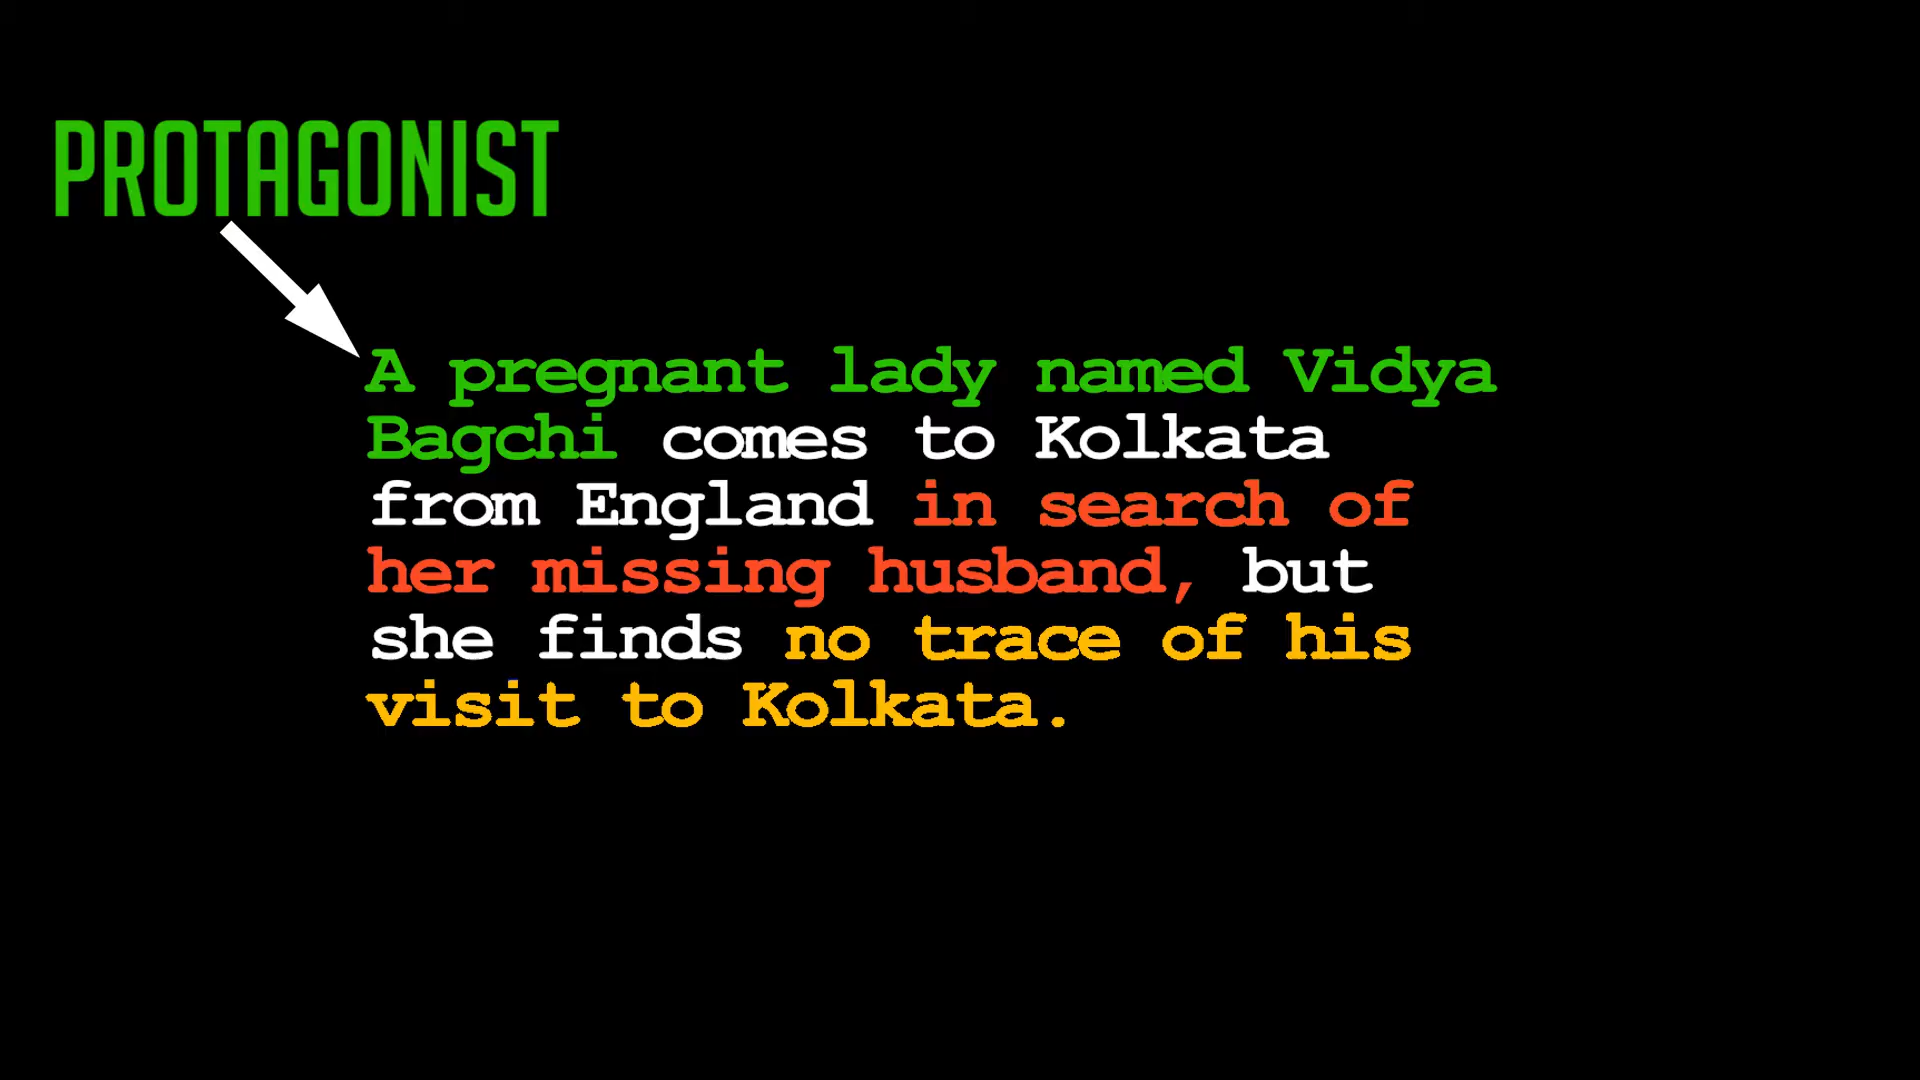 PROTAGONIST
A pregnant lady named Vidya
Bagchi comes to Kolkata
from England in search of
her missing husband, but
she finds no trace of his
visit to Kolkata.